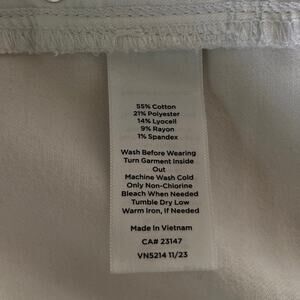 55% Cotton
21% Polyester
14% Lyocell
9% Rayon
1% Spandex
Wash Before Wearing
Turn Garment Inside
Out
Machine Wash Cold
Only Non-Chlorine
Bleach When Needed
Tumble Dry Low
Warm Iron, if Needed
Made in Vietnam
CA# 23147
VN5214 11/23